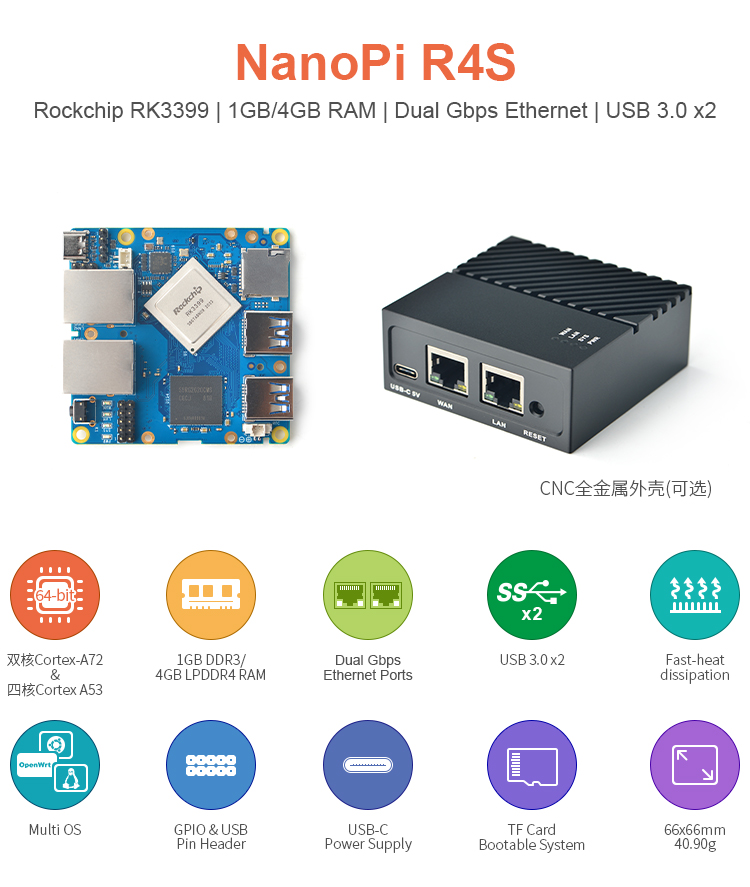 NanoPi R4S
Rockchip RK3399 | 1GB/4GB RAM | Dual Gbps Ethernet | USB 3.0 x2
Rockchip
RK3399
WAN
LAN
SYS
PWR
USB-C 5V
WAN
LAN
RESET
CNC全金属外壳(可选)
64-bit
SS
x2
双核Cortex-A72
&
四核Cortex A53
1GB DDR3/
4GB LPDDR4 RAM
Dual Gbps
Ethernet Ports
USB 3.0 x2
Fast-heat
dissipation
OpenWrt
Multi OS
GPIO & USB
Pin Header
USB-C
Power Supply
TF Card
Bootable System
66x66mm
40.90g